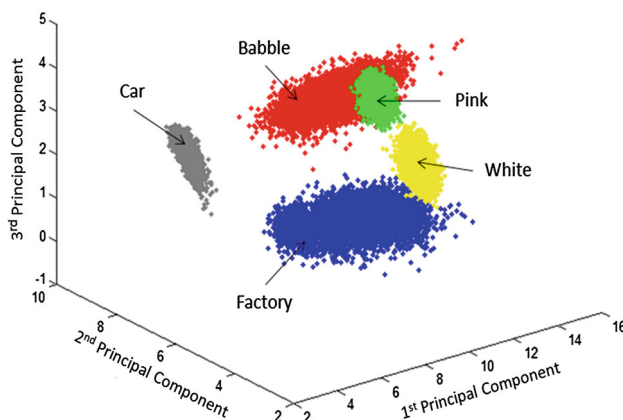 5
4
3
2
1
0
-1
3rd Principal Component
10
8
6
4
2
2nd Principal Component
2
4
6
8
10
12
14
16
1st Principal Component
Babble
Car
Pink
White
Factory